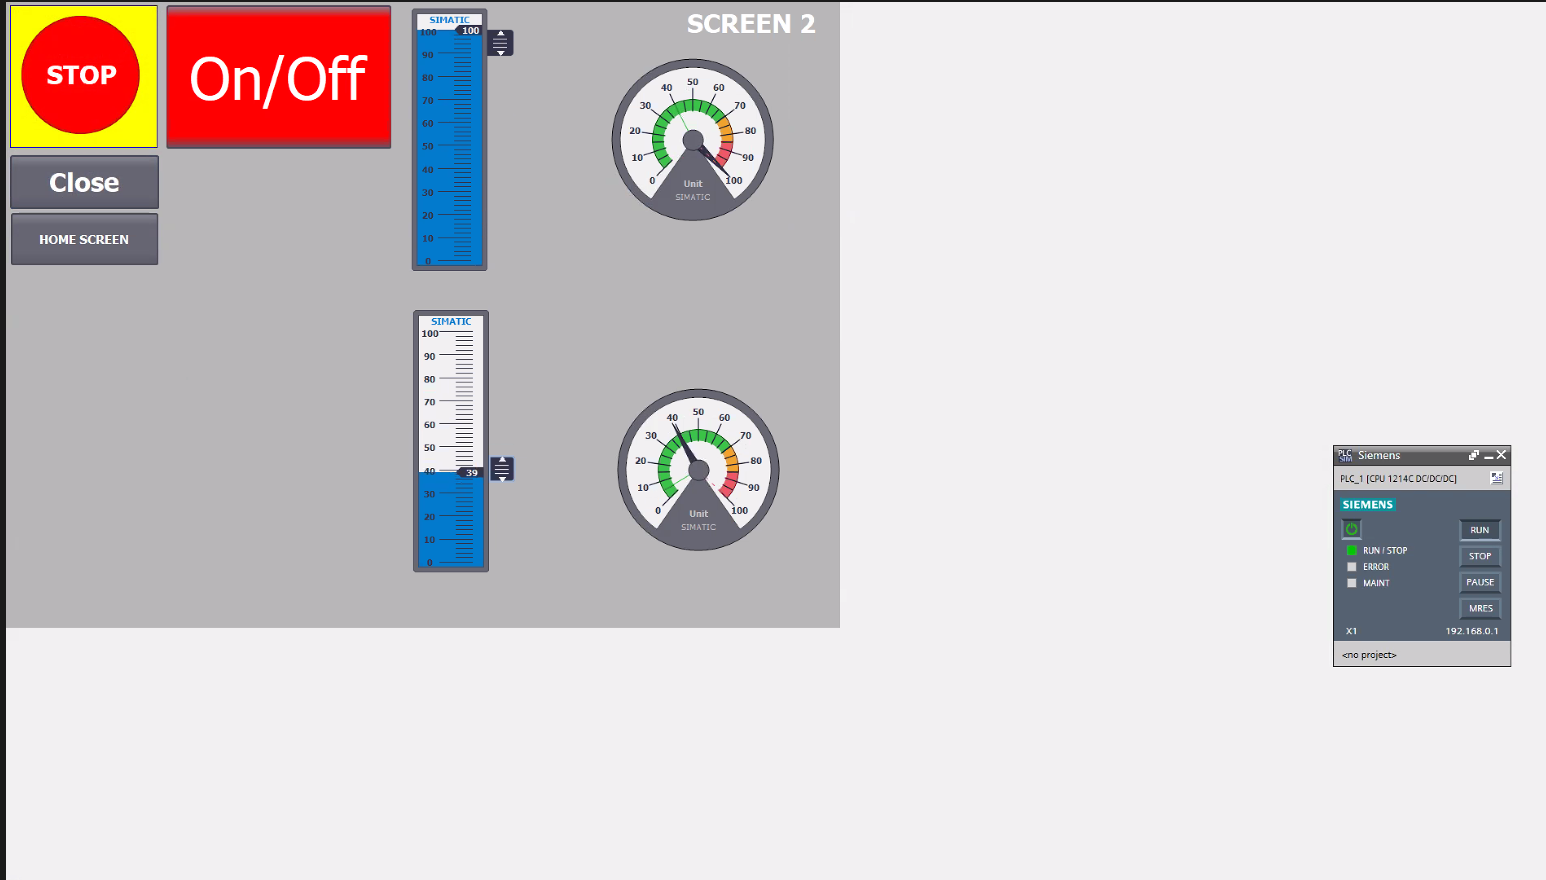 STOP
On/Off
Close
HOME SCREEN
SIMATIC
100
100
90
80
70
60
50
40
30
20
10
0
SCREEN 2
0
10
20
30
40
50
60
70
80
90
100
Unit
SIMATIC
SIMATIC
100
90
80
70
60
50
40
39
30
20
10
0
0
10
20
30
40
50
60
70
80
90
100
Unit
SIMATIC
PLC SIM Siemens
PLC_1 [CPU 1214C DC/DC/DC]
SIEMENS
RUN
RUN / STOP
STOP
ERROR
MAINT
PAUSE
MRES
X1 192.168.0.1
<no project>